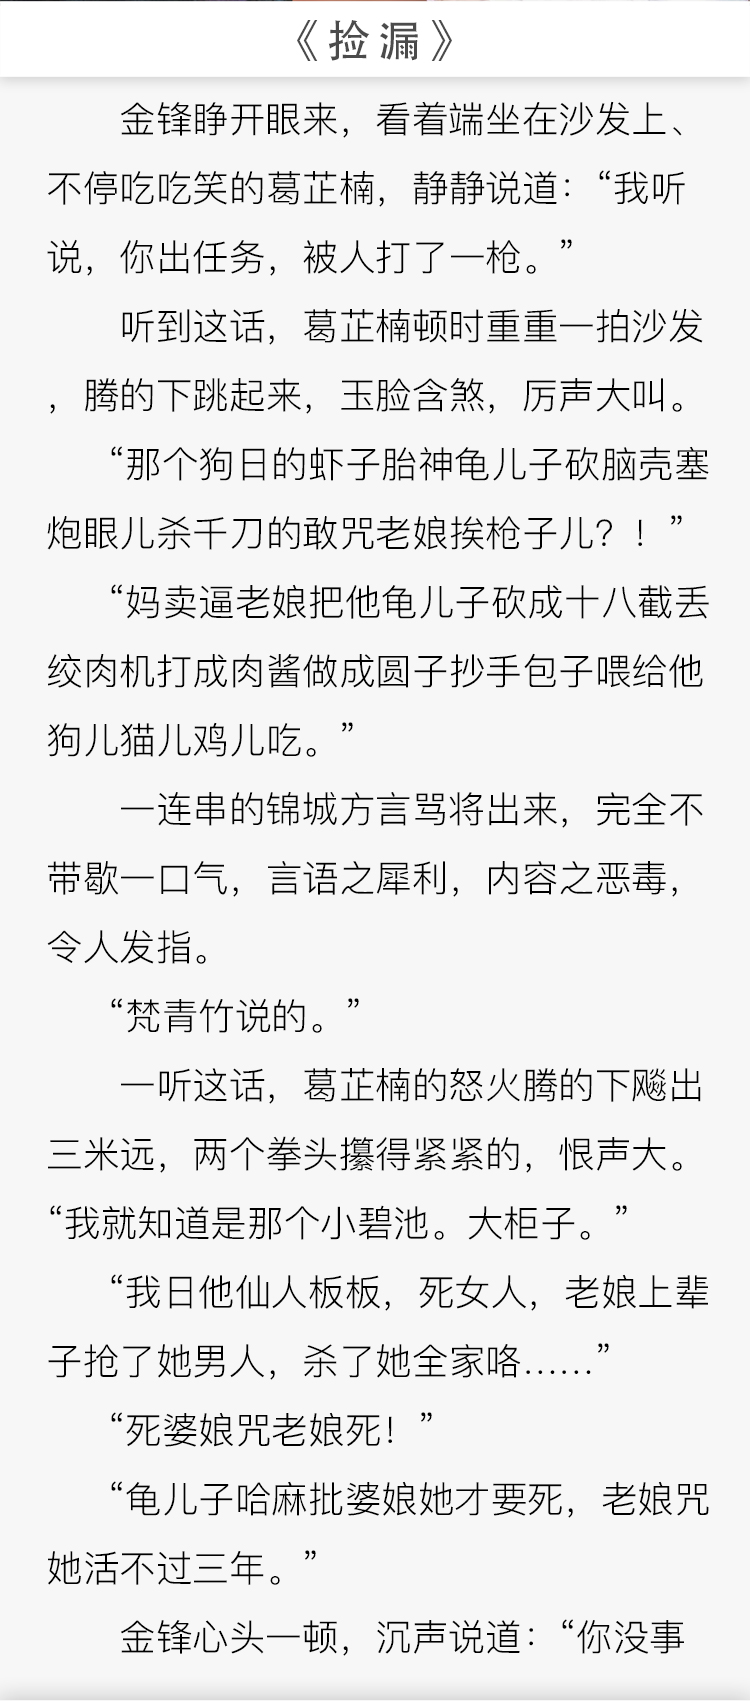 《捡漏》
金锋睁开眼来，看着端坐在沙发上、
不停吃吃笑的葛芷楠，静静说道：“我听
说，你出任务，被人打了一枪。”
听到这话，葛芷楠顿时重重一拍沙发
，腾的下跳起来，玉脸含煞，厉声大叫。
“那个狗日的虾子胎神龟儿子砍脑壳塞
炮眼儿杀千刀的敢咒老娘挨枪子儿？！”
“妈卖逼老娘把他龟儿子砍成十八截丢
绞肉机打成肉酱做成圆子抄手包子喂给他
狗儿猫儿鸡儿吃。”
一连串的锦城方言骂将出来，完全不
带歇一口气，言语之犀利，内容之恶毒，
令人发指。
“梵青竹说的。”
一听这话，葛芷楠的怒火腾的下飚出
三米远，两个拳头攥得紧紧的，恨声大。
“我就知道是那个小碧池。大柜子。”
“我日他仙人板板，死女人，老娘上辈
子抢了她男人，杀了她全家咯……”
“死婆娘咒老娘死！”
“龟儿子哈麻批婆娘她才要死，老娘咒
她活不过三年。”
金锋心头一顿，沉声说道：“你没事